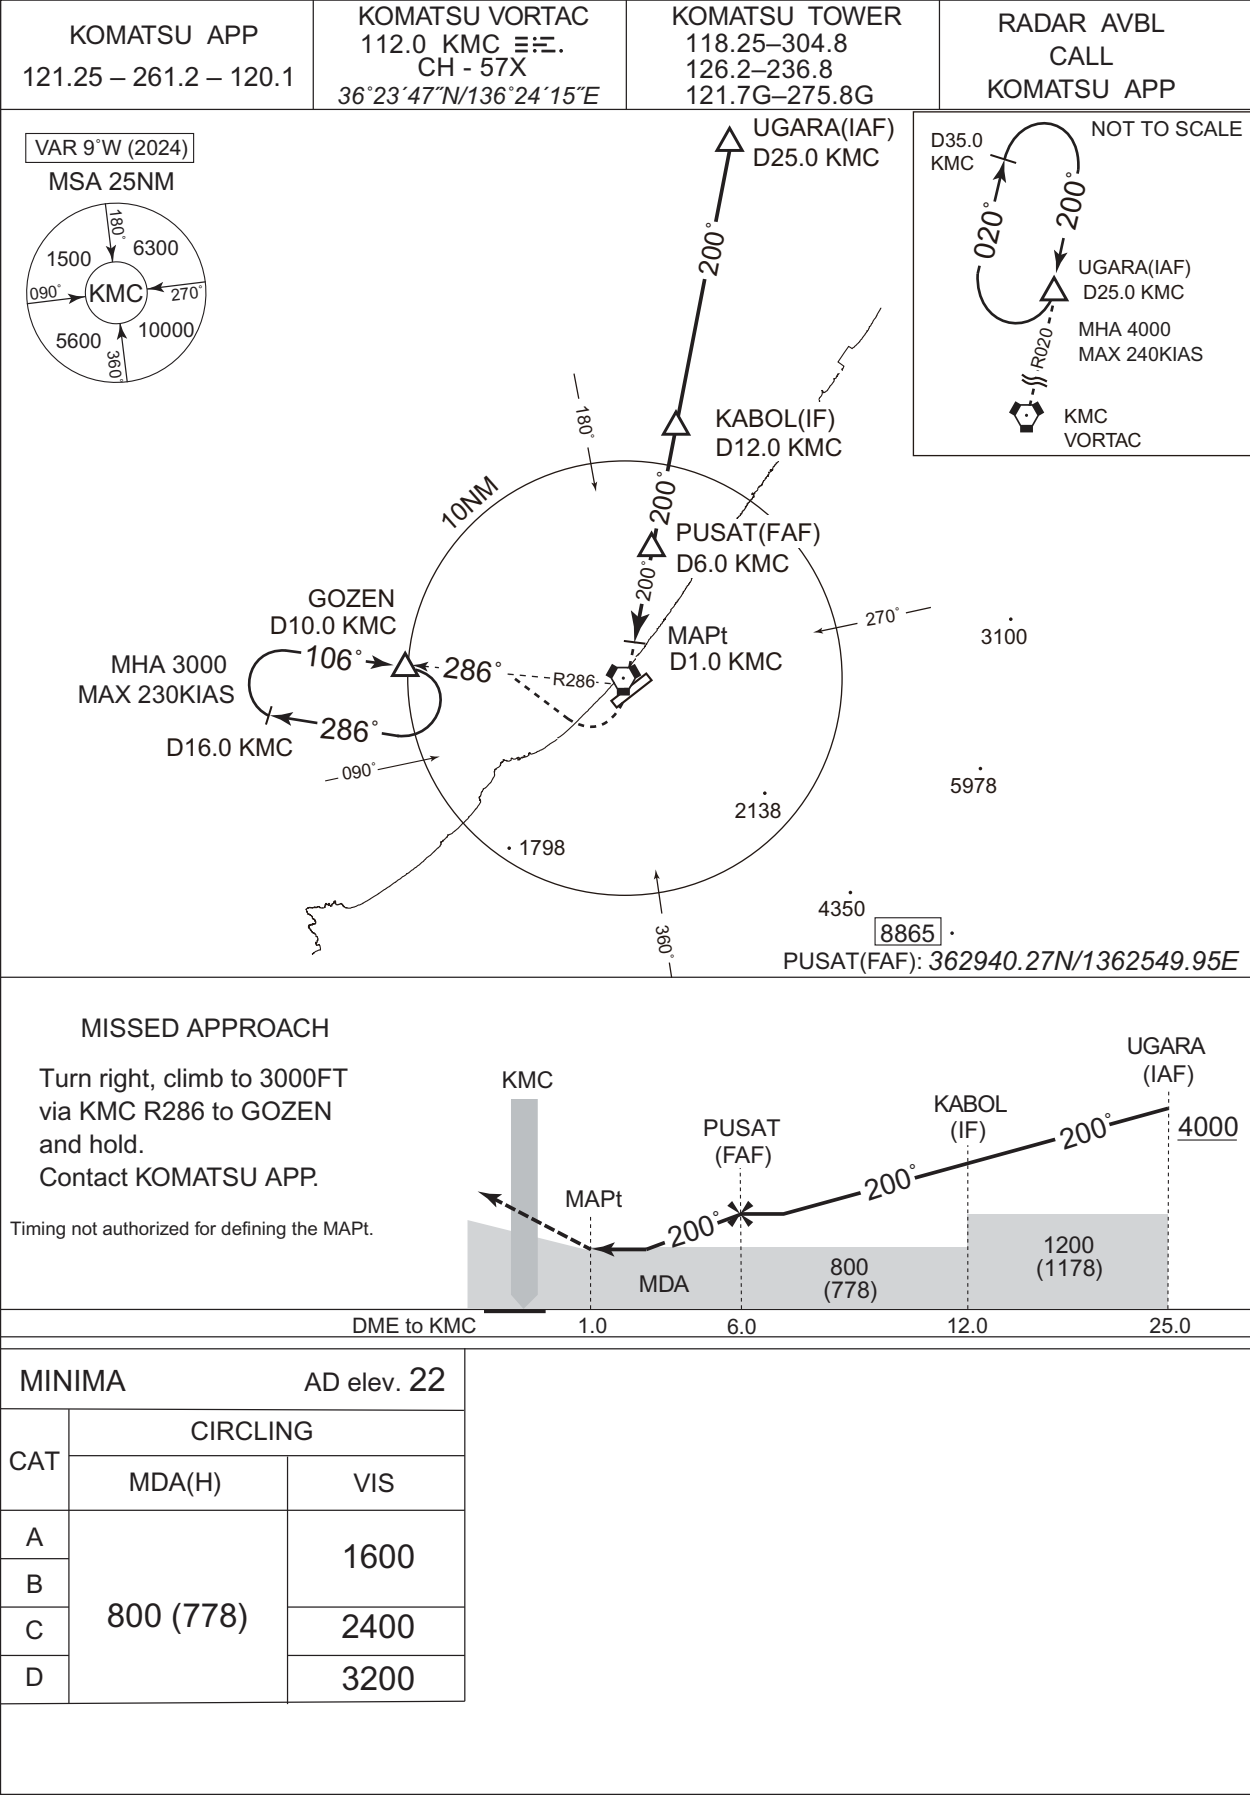 KOMATSU APP
121.25 – 261.2 – 120.1
KOMATSU VORTAC
112.0 KMC
CH - 57X
36°23´47˝N/136°24´15˝E
KOMATSU TOWER
118.25–304.8
126.2–236.8
121.7G–275.8G
RADAR AVBL
CALL
KOMATSU APP
VAR 9°W (2024)
MSA 25NM
180°
1500
6300
090°
KMC
270°
5600
10000
360°
UGARA(IAF)
D25.0 KMC
200°
NOT TO SCALE
D35.0
KMC
020°
200°
UGARA(IAF)
D25.0 KMC
MHA 4000
MAX 240KIAS
R020
KMC
VORTAC
180°
KABOL(IF)
D12.0 KMC
10NM
200°
PUSAT(FAF)
D6.0 KMC
200°
GOZEN
D10.0 KMC
270°
3100
MAPt
D1.0 KMC
MHA 3000
MAX 230KIAS
106°
286°
R286
286°
D16.0 KMC
090°
5978
2138
1798
4350
8865
360°
PUSAT(FAF): 362940.27N/1362549.95E
MISSED APPROACH
Turn right, climb to 3000FT
via KMC R286 to GOZEN
and hold.
Contact KOMATSU APP.
Timing not authorized for defining the MAPt.
KMC
MAPt
PUSAT
(FAF)
KABOL
(IF)
UGARA
(IAF)
4000
200°
200°
200°
MDA
800
(778)
1200
(1178)
DME to KMC
1.0
6.0
12.0
25.0
MINIMA
AD elev. 22
CAT
CIRCLING
MDA(H)
VIS
A
B
C
D
800 (778)
1600
2400
3200